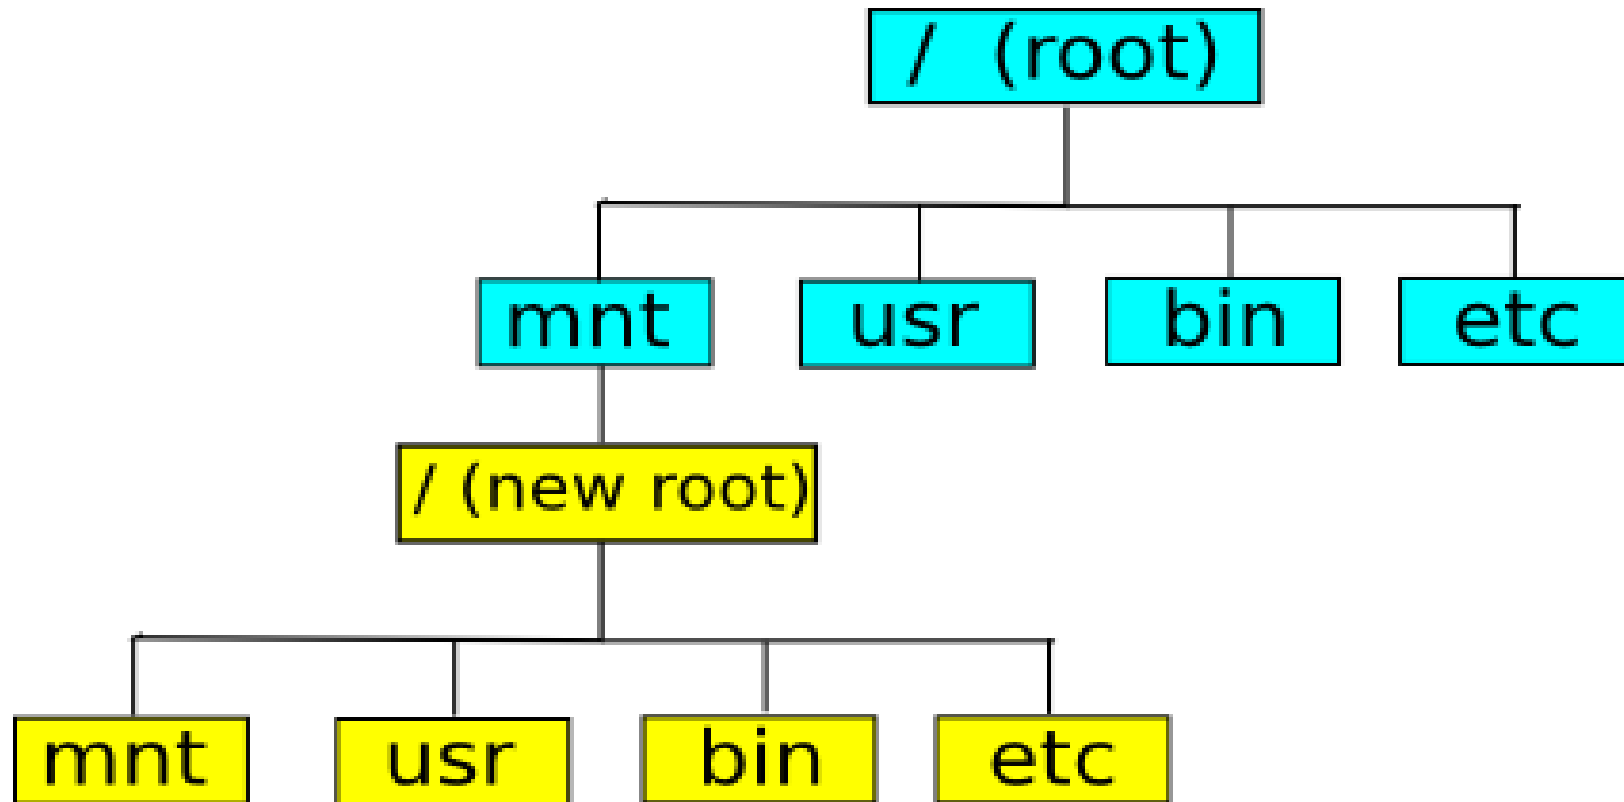 / (root)
mnt usr bin etc
/ (new root)
mnt usr bin etc